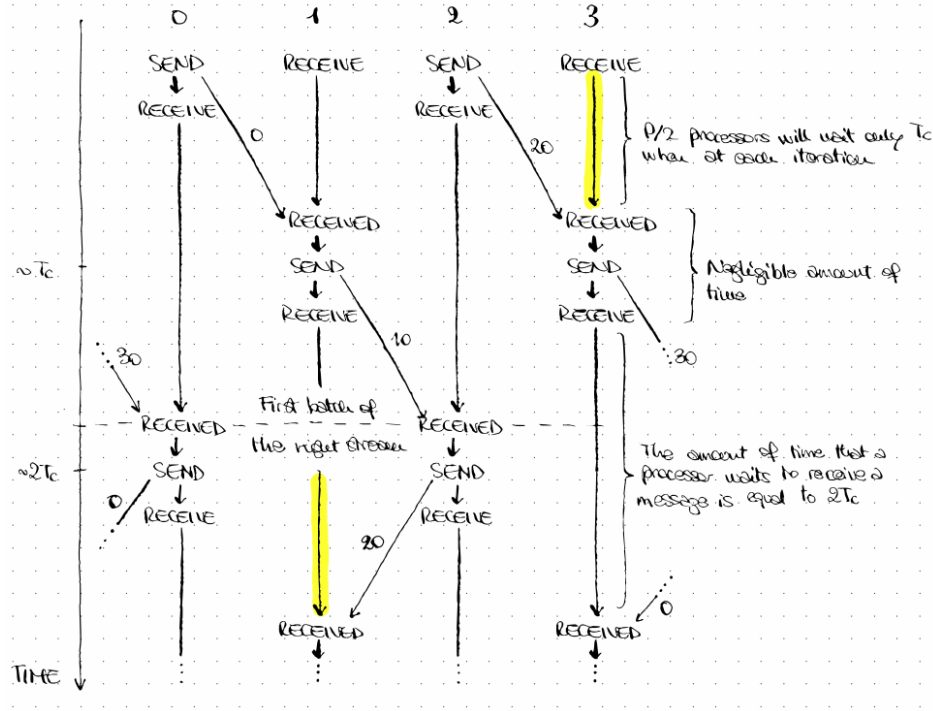 0 1 2 3
SEND RECEIVE SEND RECEIVE
RECEIVE RECEIVE
0 20
P/2 processors will wait only Tc
when at each iteration
RECEIVED RECEIVED
~Tc SEND SEND
Negligible amount of
time
RECEIVE RECEIVE
30 10 30
First batch of
RECEIVED RECEIVED
the right stream
~2Tc SEND SEND
The amount of time that a
processor waits to receive a
message is equal to 2Tc
0 RECEIVE RECEIVE
20
0
RECEIVED RECEIVED
TIME